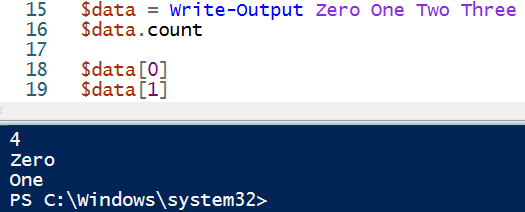 15 $data = Write-Output Zero One Two Three
16 $data.count
17
18 $data[0]
19 $data[1]
4
Zero
One
PS C:\Windows\system32>